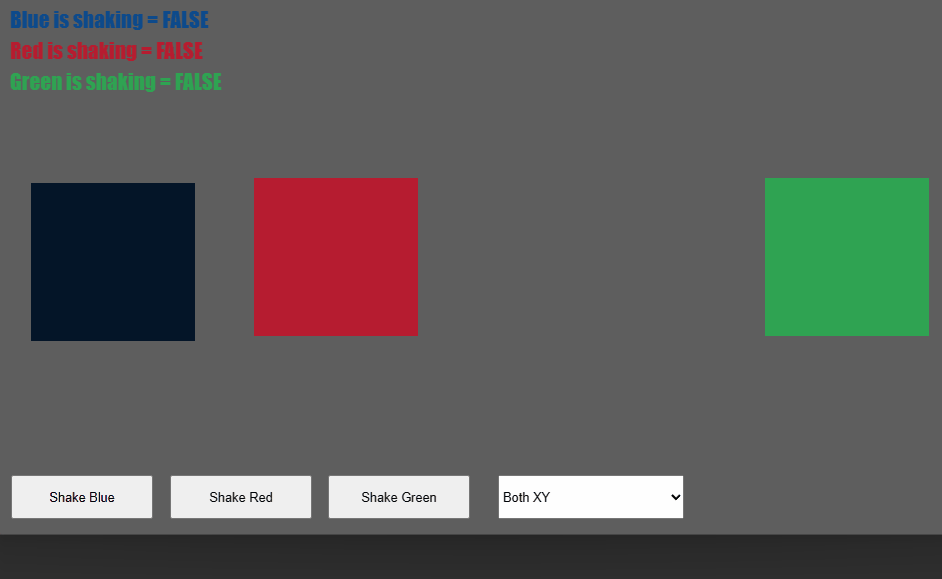 Blue is shaking = FALSE
Red is shaking = FALSE
Green is shaking = FALSE
Shake Blue
Shake Red
Shake Green
Both XY